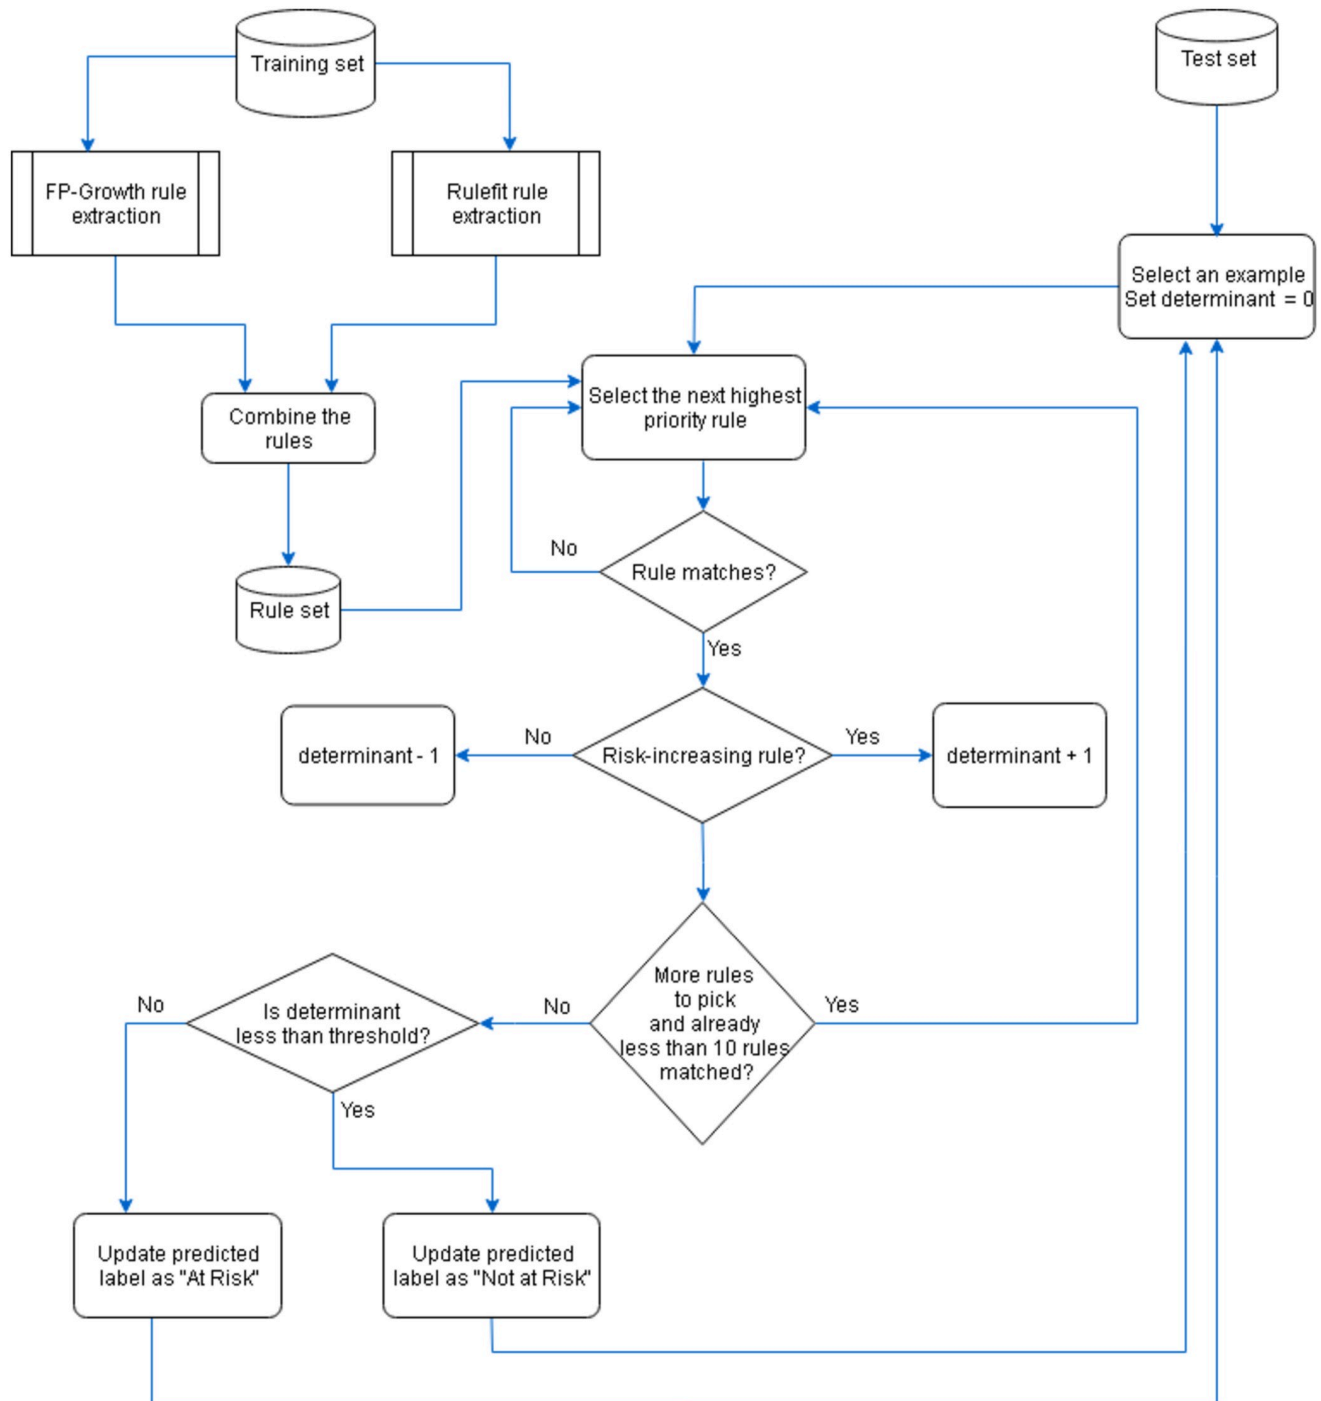 Training set
Test set
FP-Growth rule
extraction
Rulefit rule
extraction
Select an example
Set determinant = 0
Select the next highest
priority rule
Combine the
rules
No
Rule matches?
Rule set
Yes
determinant - 1
No
Risk-increasing rule?
Yes
determinant + 1
More rules
to pick
and already
less than 10 rules
matched?
No
Is determinant
less than threshold?
No
Yes
Yes
Update predicted
label as "At Risk"
Update predicted
label as "Not at Risk"